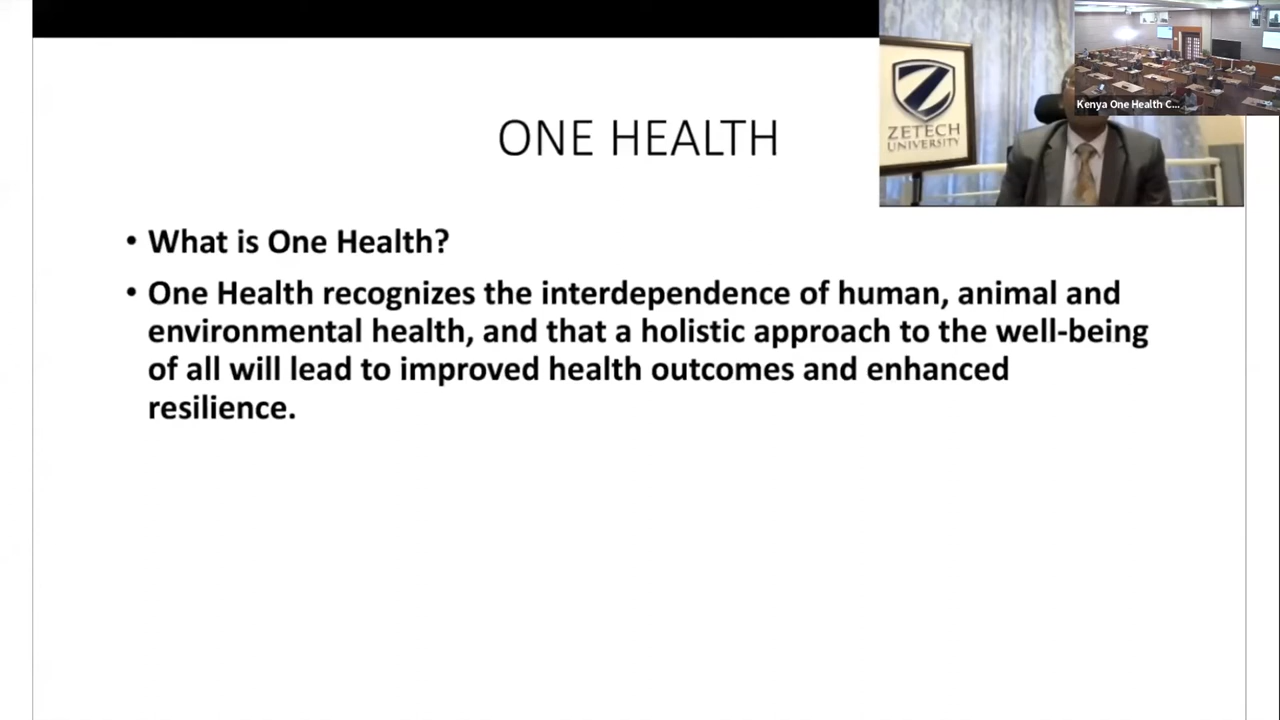 ONE HEALTH
ZETECH
UNIVERSITY
Kenya One Health C...
• What is One Health?
• One Health recognizes the interdependence of human, animal and
environmental health, and that a holistic approach to the well-being
of all will lead to improved health outcomes and enhanced
resilience.